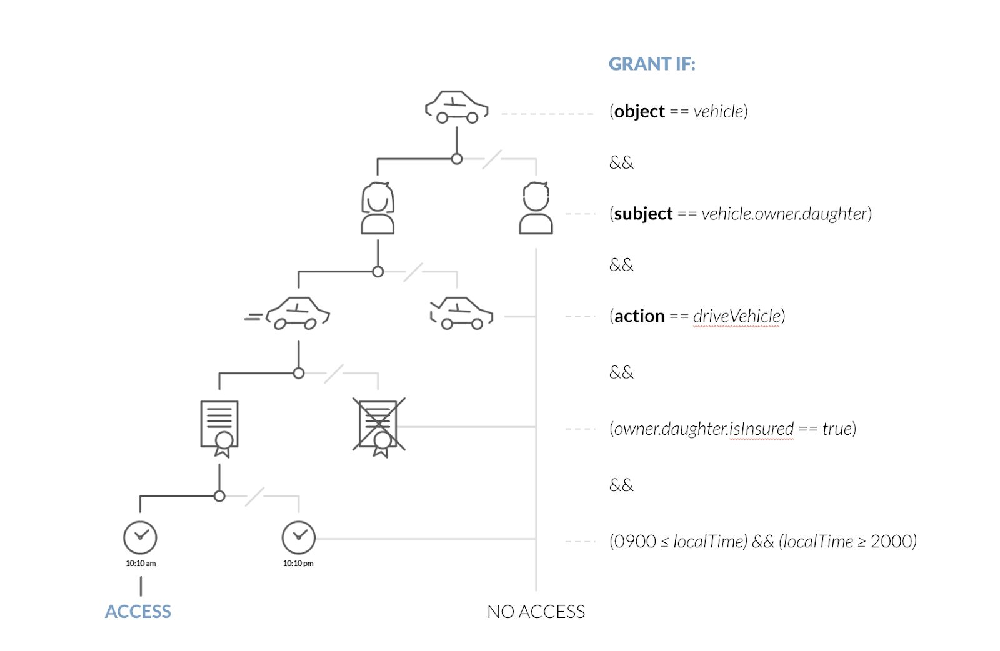 GRANT IF:
(object == vehicle)
&&
(subject == vehicle.owner.daughter)
&&
(action == driveVehicle)
&&
(owner.daughter.isInsured == true)
&&
(0900 ≤ localTime) && (localTime ≥ 2000)
10:10 am
10:10 pm
ACCESS
NO ACCESS